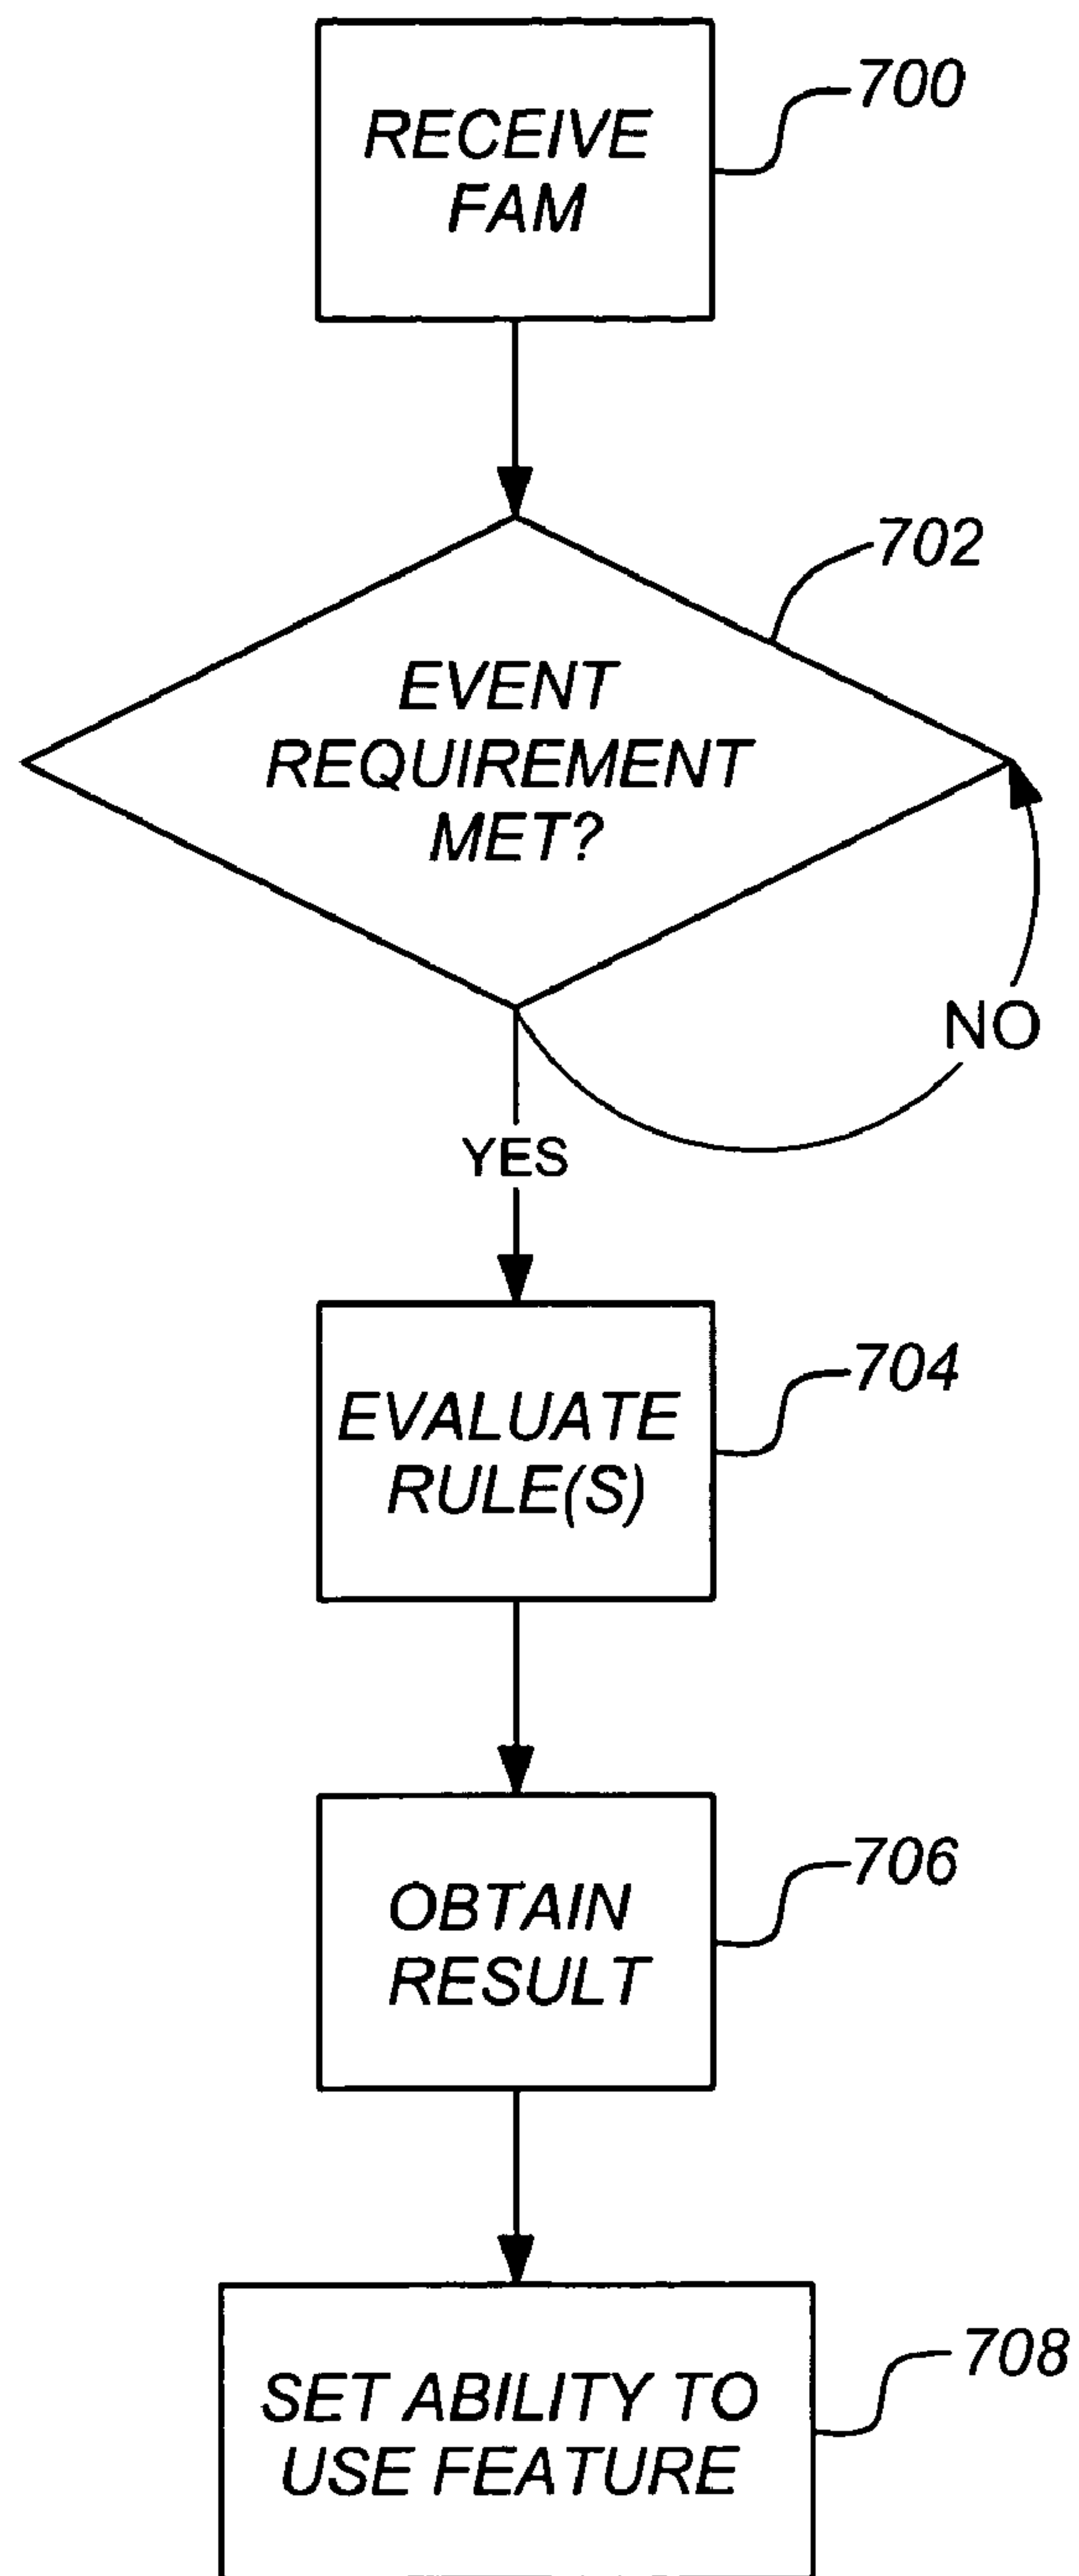 RECEIVE
FAM
700
702
EVENT
REQUIREMENT
MET?
NO
YES
EVALUATE
RULE(S)
704
OBTAIN
RESULT
706
SET ABILITY TO
USE FEATURE
708